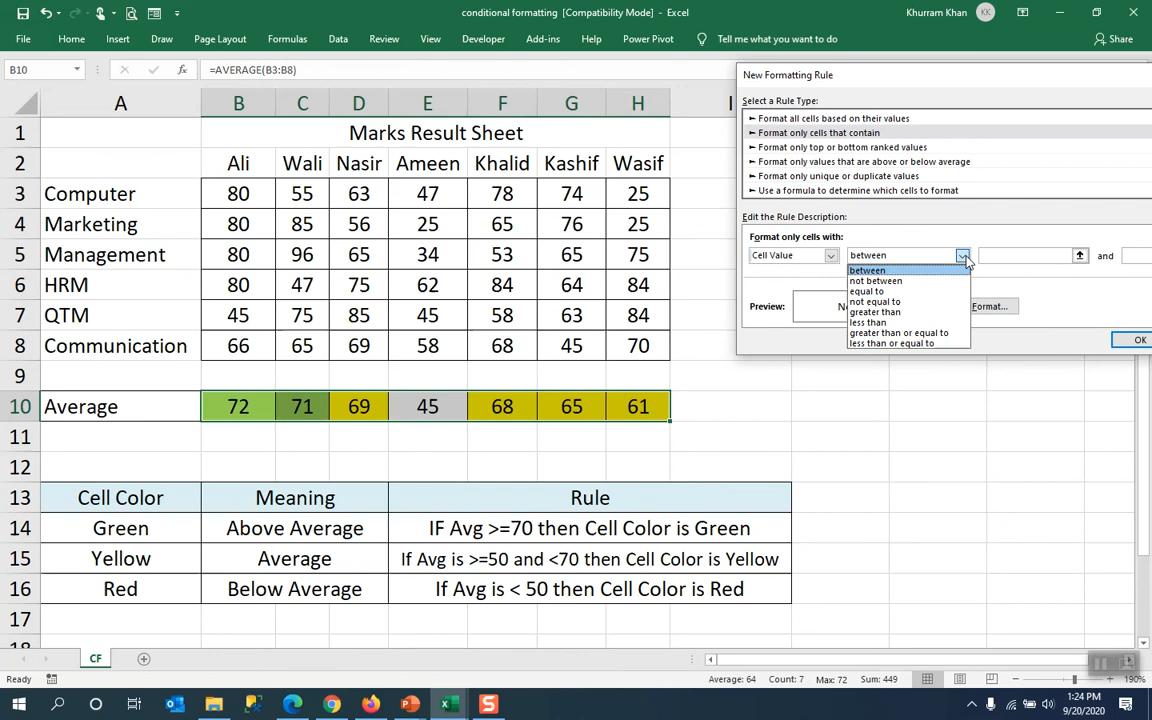 conditional formatting [Compatibility Mode] - Excel
Khurram Khan KK
File Home Insert Draw Page Layout Formulas Data Review View Developer Add-ins Help Power Pivot Tell me what you want to do Share
B10 fx =AVERAGE(B3:B8)
A B C D E F G H I
1 Marks Result Sheet
2 Ali Wali Nasir Ameen Khalid Kashif Wasif
3 Computer 80 55 63 47 78 74 25
4 Marketing 80 85 56 25 65 76 25
5 Management 80 96 65 34 53 65 75
6 HRM 80 47 75 62 84 64 84
7 QTM 45 75 85 45 58 63 84
8 Communication 66 65 69 58 68 45 70
9
10 Average 72 71 69 45 68 65 61
11
12
13 Cell Color Meaning Rule
14 Green Above Average IF Avg >=70 then Cell Color is Green
15 Yellow Average If Avg is >=50 and <70 then Cell Color is Yellow
16 Red Below Average If Avg is < 50 then Cell Color is Red
17
New Formatting Rule
Select a Rule Type:
► Format all cells based on their values
► Format only cells that contain
► Format only top or bottom ranked values
► Format only values that are above or below average
► Format only unique or duplicate values
► Use a formula to determine which cells to format
Edit the Rule Description:
Format only cells with:
Cell Value between and
between
not between
equal to
not equal to
greater than
less than
greater than or equal to
less than or equal to
Preview: Format...
OK
CF
Ready Average: 64 Count: 7 Max: 72 Sum: 449 190%
1:24 PM
9/20/2020